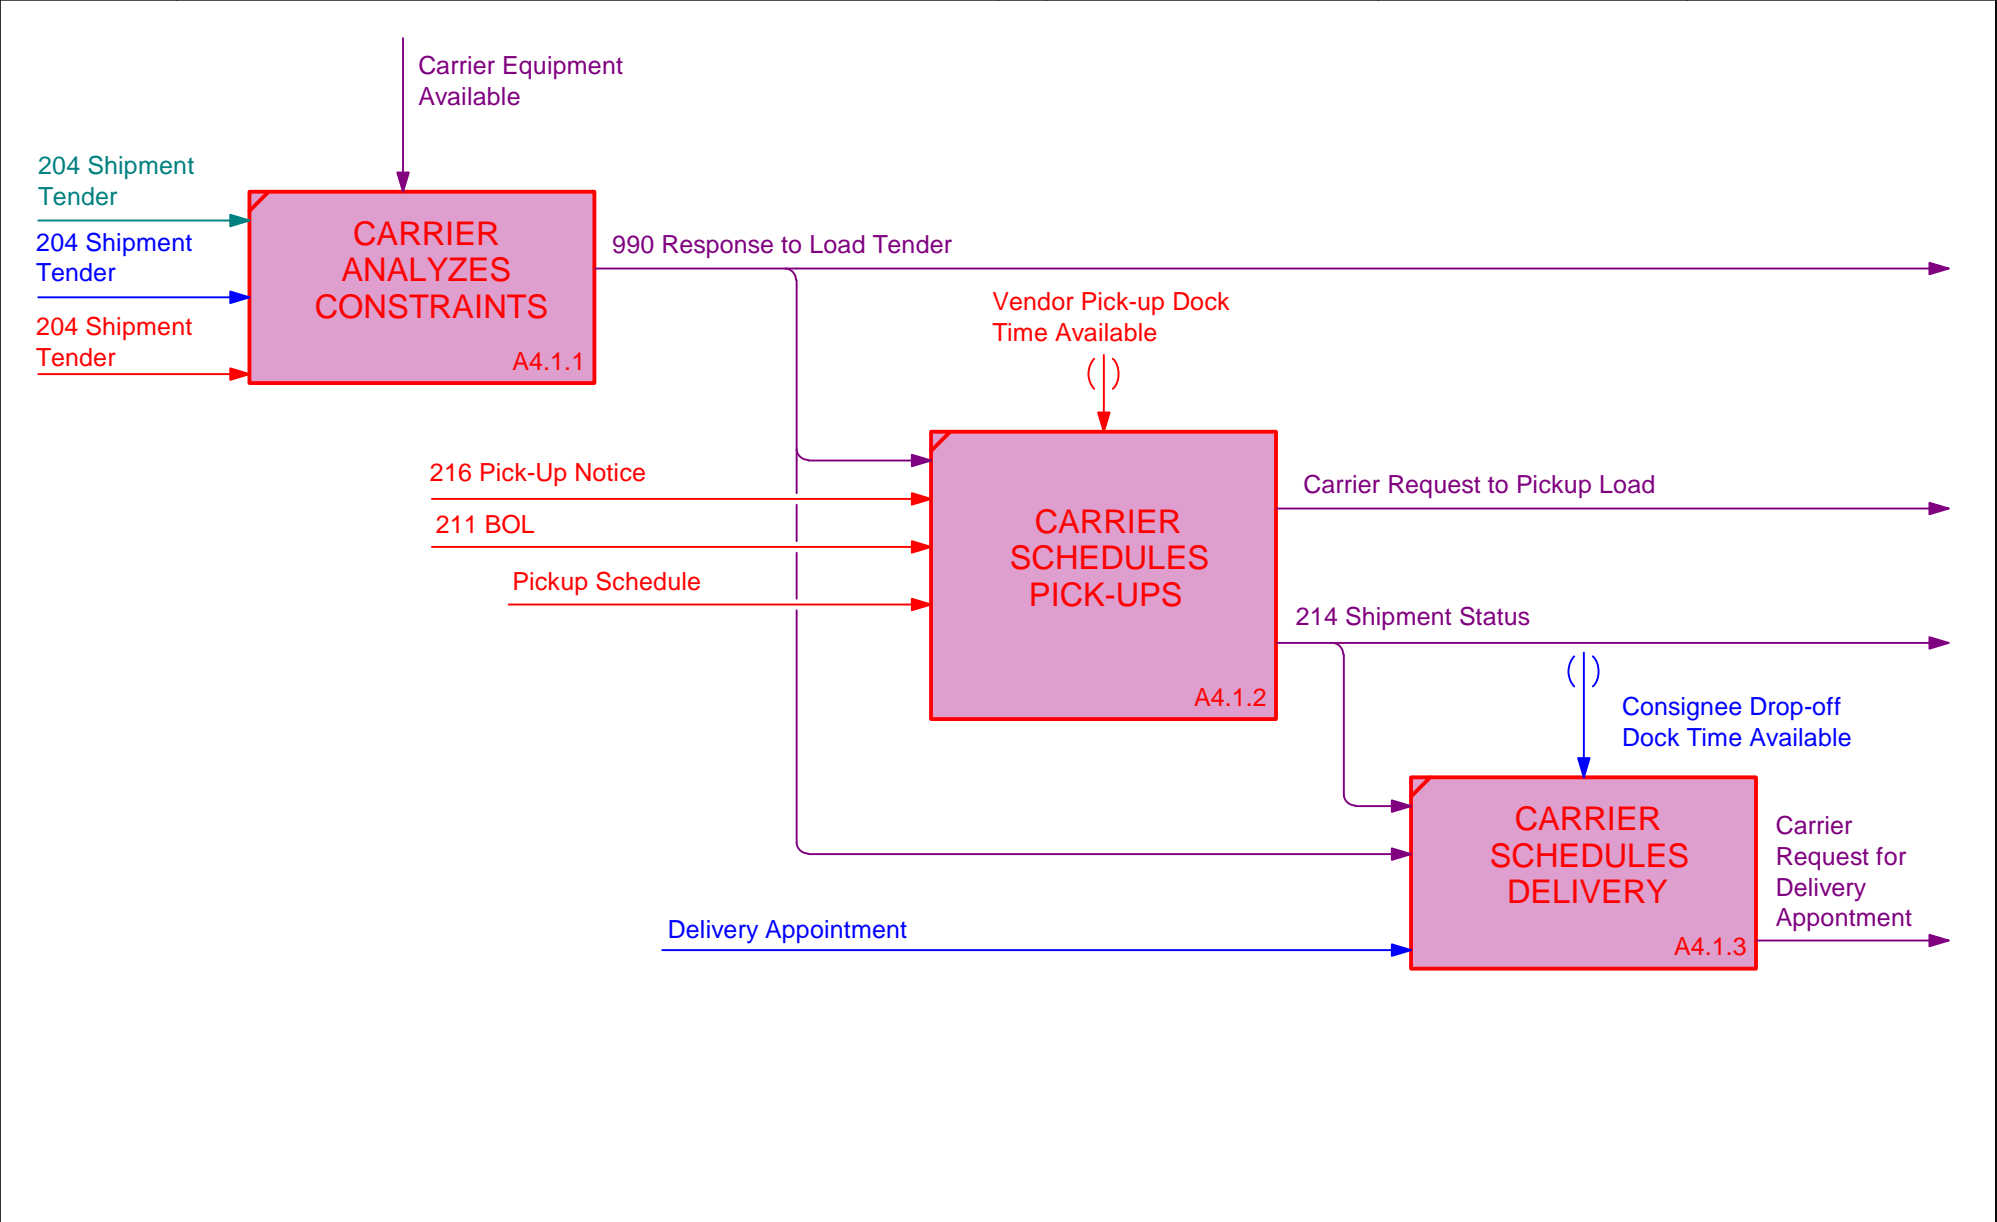 Carrier Equipment
Available
204 Shipment
Tender
204 Shipment
Tender
204 Shipment
Tender
CARRIER
ANALYZES
CONSTRAINTS
A4.1.1
990 Response to Load Tender
Vendor Pick-up Dock
Time Available
216 Pick-Up Notice
211 BOL
Pickup Schedule
CARRIER
SCHEDULES
PICK-UPS
A4.1.2
Carrier Request to Pickup Load
214 Shipment Status
Consignee Drop-off
Dock Time Available
CARRIER
SCHEDULES
DELIVERY
A4.1.3
Carrier
Request for
Delivery
Appontment
Delivery Appointment